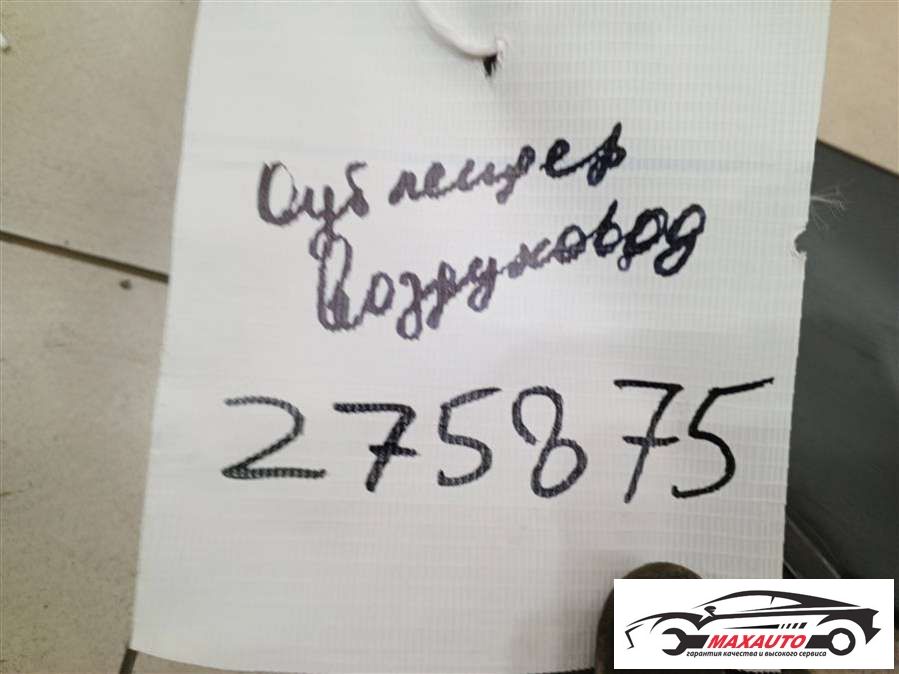 Воздуховод
275875
MAXAUTO
гарантия качества и высокого сервиса